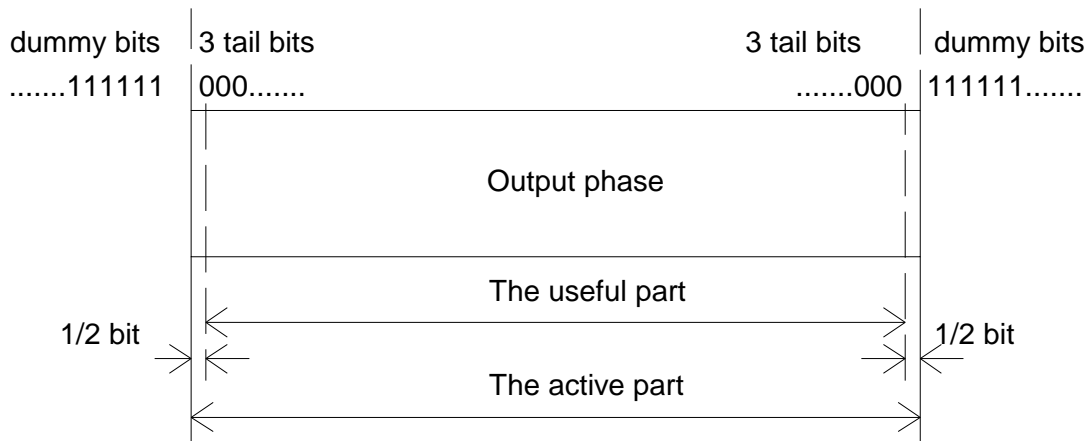 dummy bits 3 tail bits 3 tail bits dummy bits
.......111111 000....... .......000 111111.......
Output phase
The useful part
1/2 bit 1/2 bit
The active part